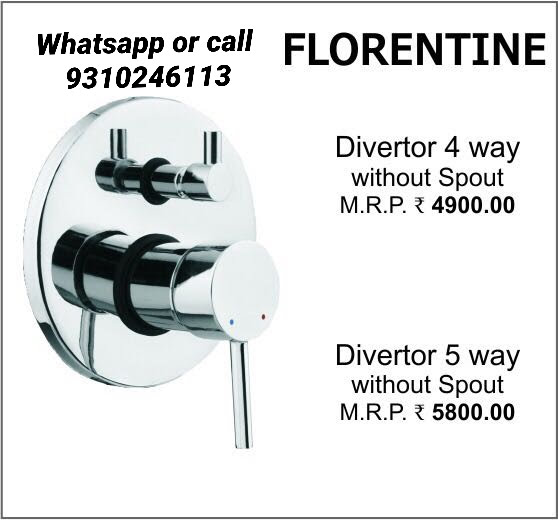 Whatsapp or call
9310246113
FLORENTINE
Divertor 4 way
without Spout
M.R.P. ₹ 4900.00
Divertor 5 way
without Spout
M.R.P. ₹ 5800.00